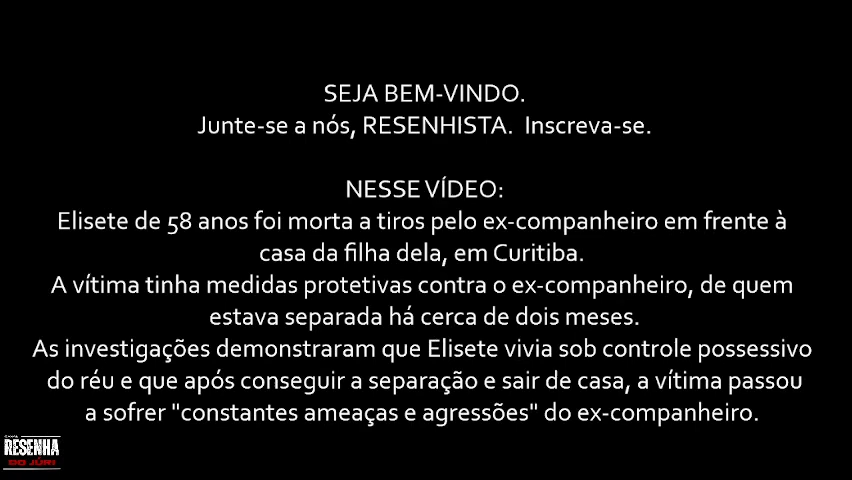 SEJA BEM-VINDO.
Junte-se a nós, RESENHISTA. Inscreva-se.
NESSE VÍDEO:
Elisete de 58 anos foi morta a tiros pelo ex-companheiro em frente à
casa da filha dela, em Curitiba.
A vítima tinha medidas protetivas contra o ex-companheiro, de quem
estava separada há cerca de dois meses.
As investigações demonstraram que Elisete vivia sob controle possessivo
do réu e que após conseguir a separação e sair de casa, a vítima passou
a sofrer "constantes ameaças e agressões" do ex-companheiro.
CANAL
RESENHA
DO JÚRI